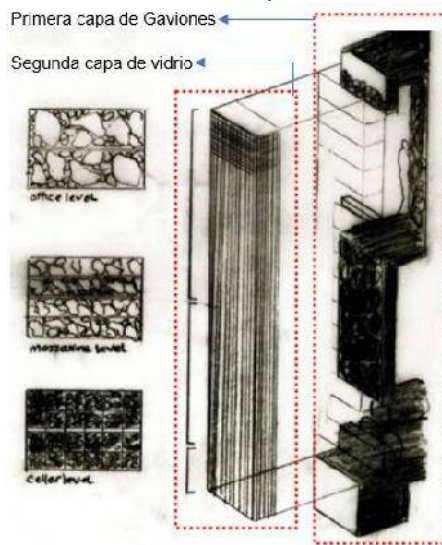 Primera capa de Gaviones
Segunda capa de vidrio
office level
mezzanine level
cellar level